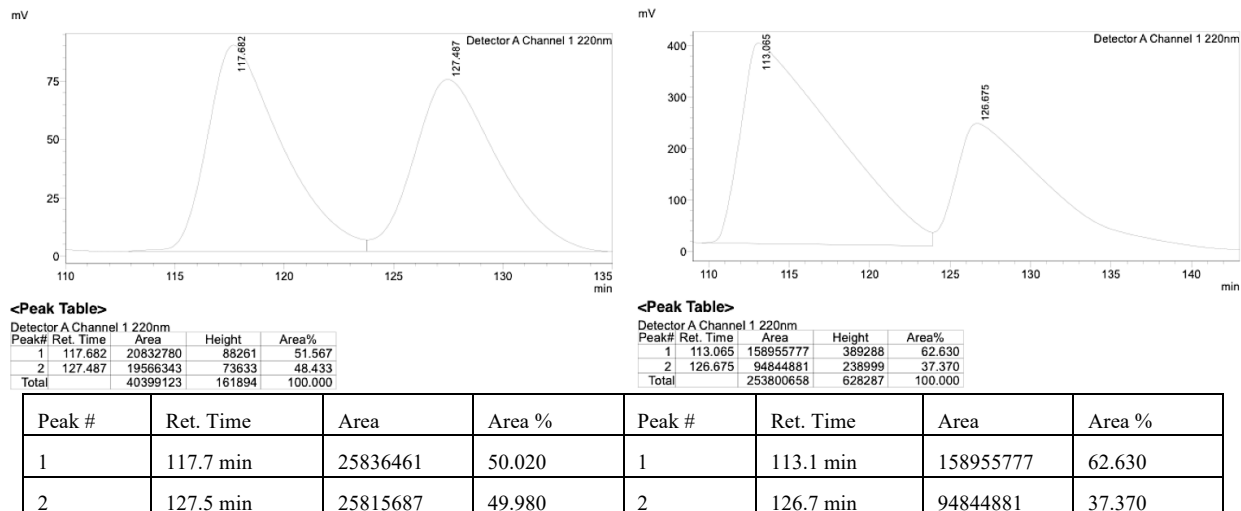 mV
Detector A Channel 1 220nm
117.682
127.487
75
50
25
0
110 115 120 125 130 135
min
<Peak Table>
Detector A Channel 1 220nm
Peak# Ret. Time Area Height Area%
1 117.682 20832780 88261 51.567
2 127.487 19566343 73633 48.433
Total 40399123 161894 100.000
mV
Detector A Channel 1 220nm
113.065
126.675
400
300
200
100
0
110 115 120 125 130 135 140
min
<Peak Table>
Detector A Channel 1 220nm
Peak# Ret. Time Area Height Area%
1 113.065 158955777 389288 62.630
2 126.675 94844881 238999 37.370
Total 253800658 628287 100.000
Peak # Ret. Time Area Area % Peak # Ret. Time Area Area %
1 117.7 min 25836461 50.020 1 113.1 min 158955777 62.630
2 127.5 min 25815687 49.980 2 126.7 min 94844881 37.370